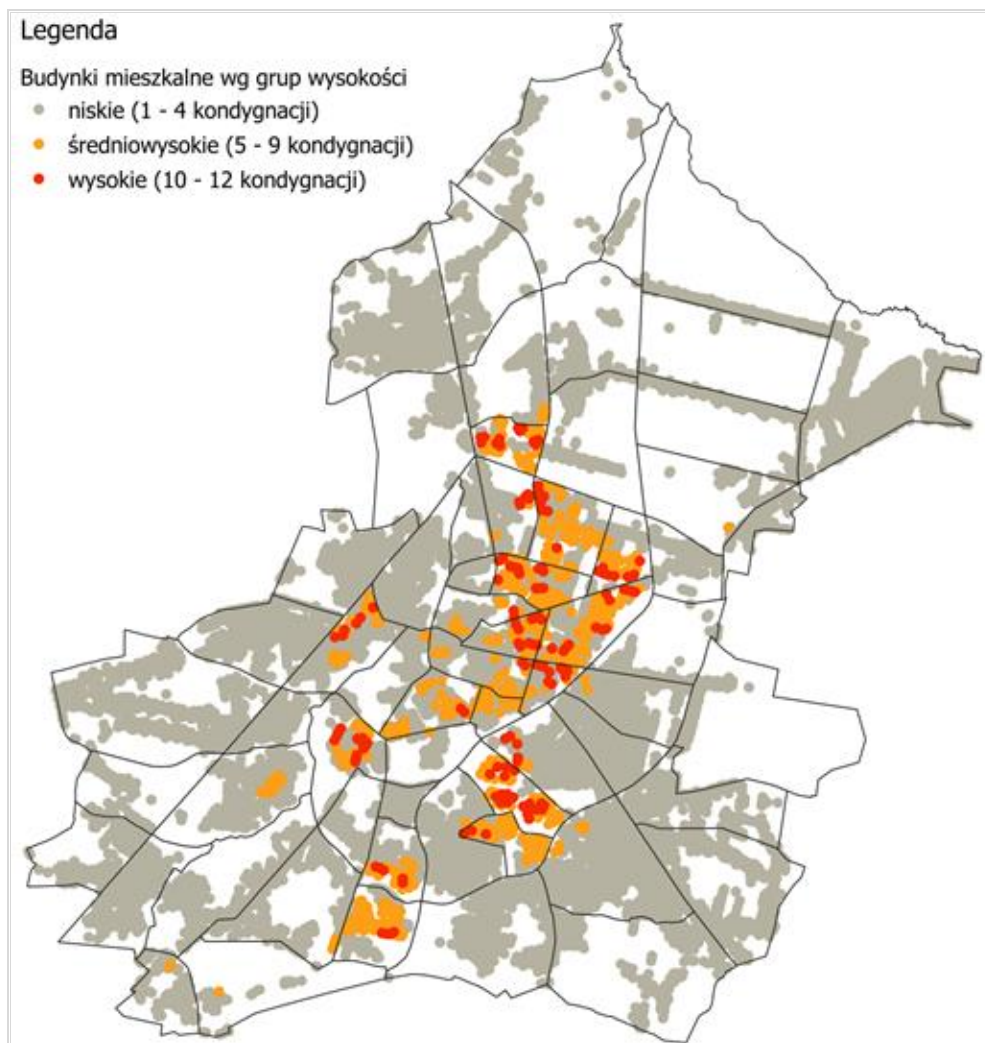 Legenda
Budynki mieszkalne wg grup wysokości
niskie (1 - 4 kondygnacji)
średniowysokie (5 - 9 kondygnacji)
wysokie (10 - 12 kondygnacji)